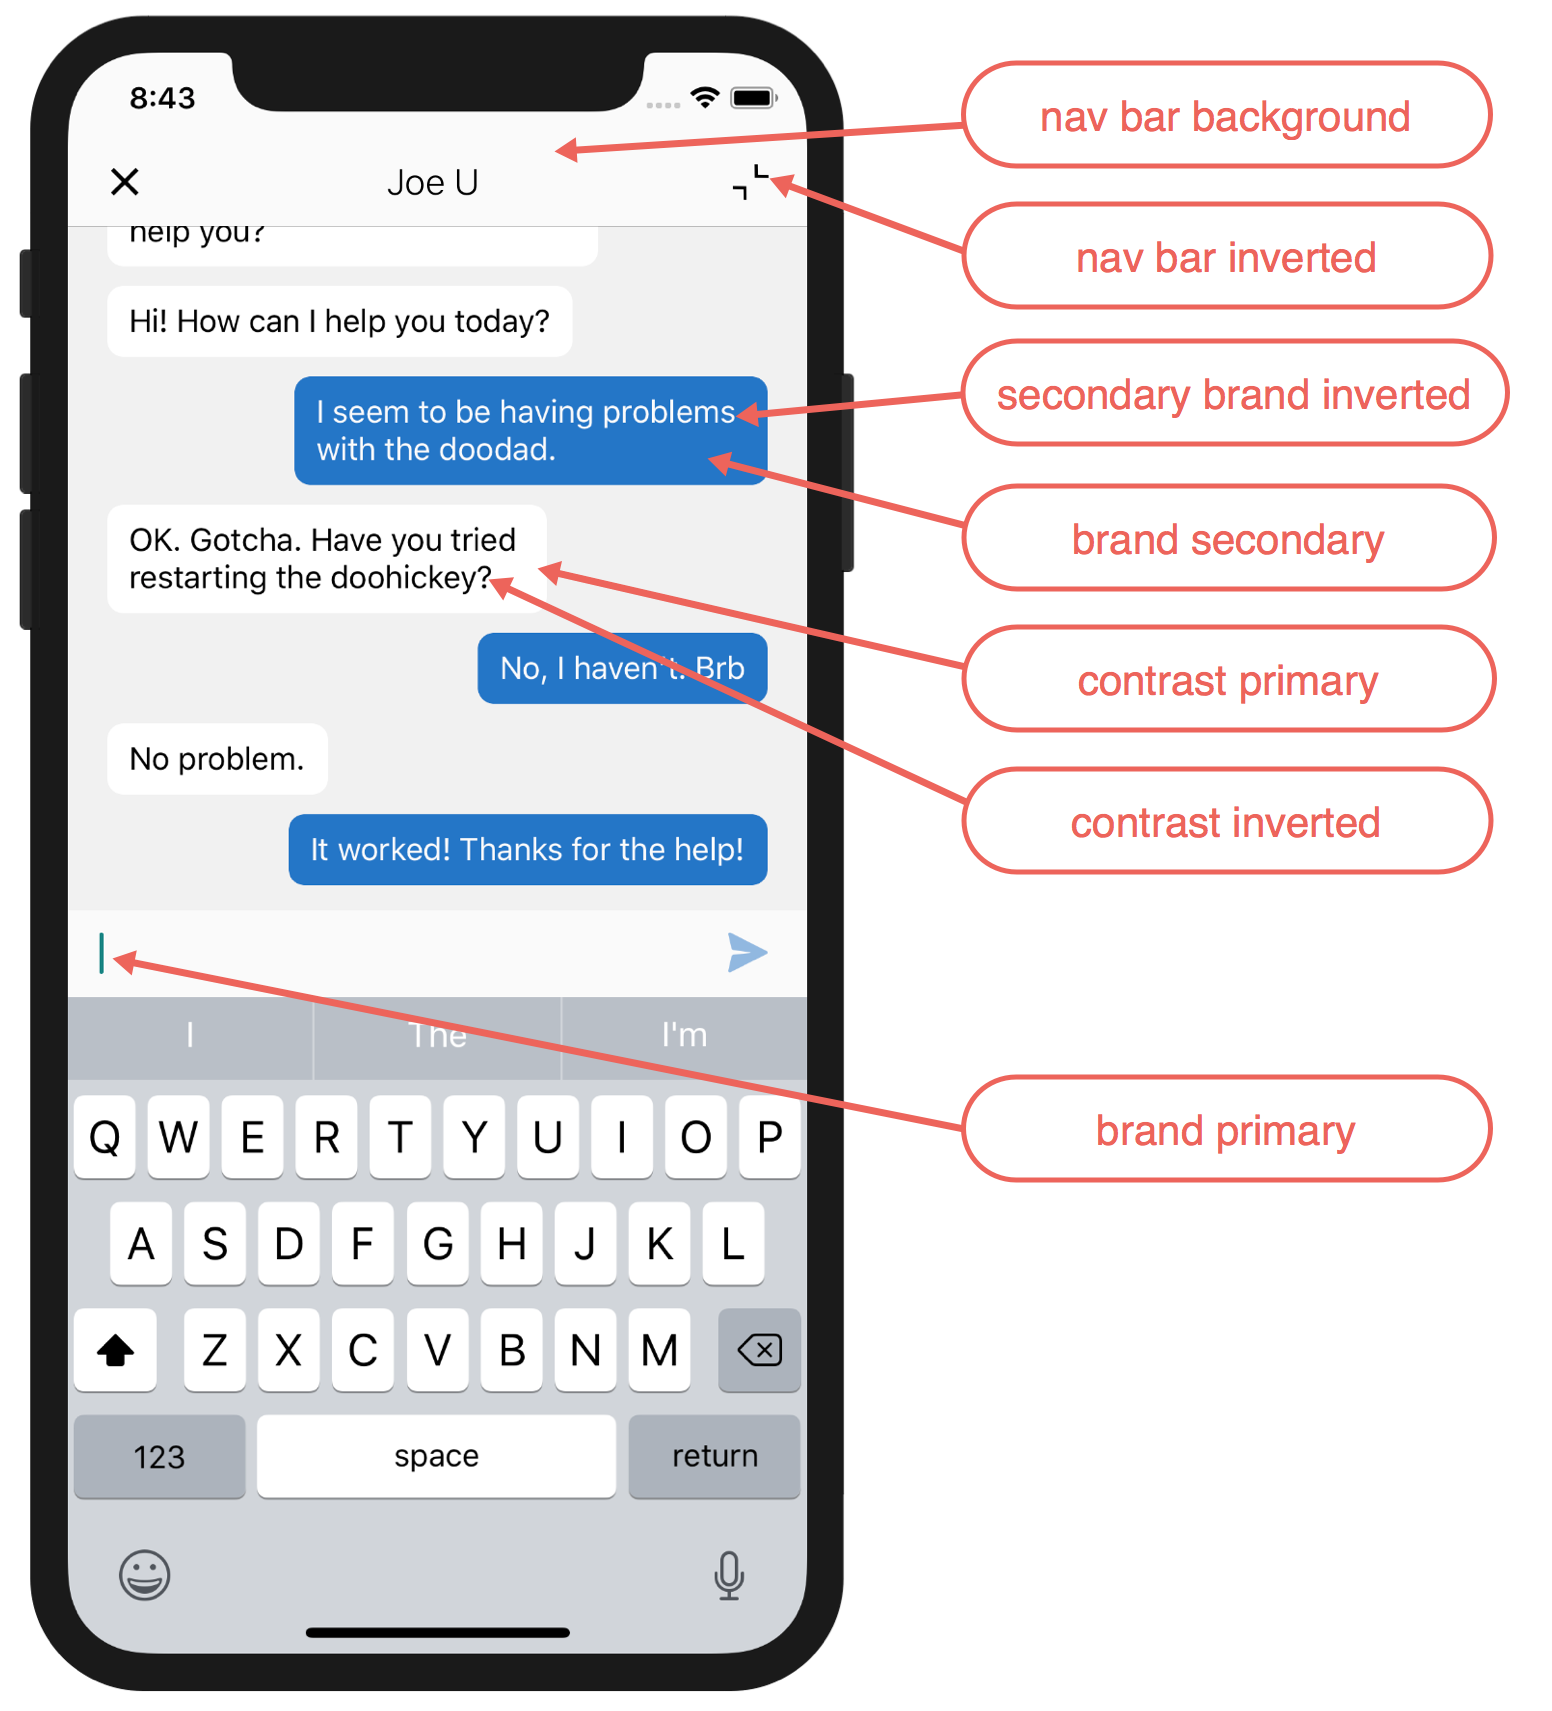 8:43
nav bar background
Joe U
nav bar inverted
help you?
Hi! How can I help you today?
secondary brand inverted
I seem to be having problems
with the doodad.
brand secondary
OK. Gotcha. Have you tried
restarting the doohickey?
contrast primary
No, I haven't. Brb
No problem.
contrast inverted
It worked! Thanks for the help!
I The I'm
brand primary
Q W E R T Y U I O P
A S D F G H J K L
Z X C V B N M
123 space return